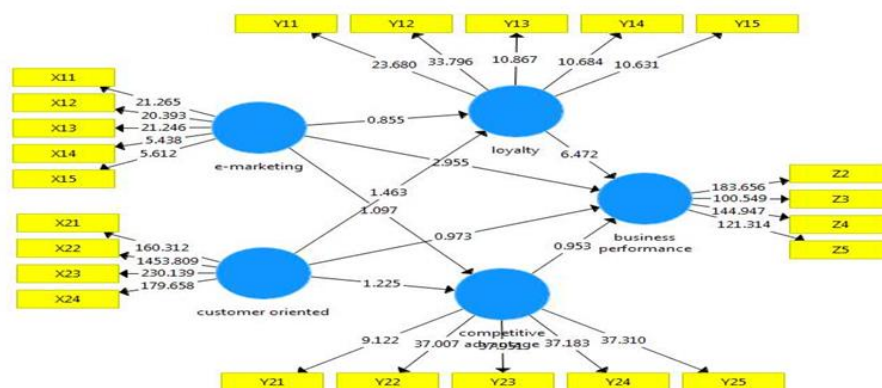 Y11 Y12 Y13 Y14 Y15
X11
X12
X13
X14
X15
21.265
20.393
21.246
5.438
5.612
23.680
33.796
10.867
10.684
10.631
e-marketing
0.855
loyalty
2.955
6.472
1.463
1.097
Z2
Z3
Z4
Z5
183.656
100.549
144.947
121.314
business
performance
X21
X22
X23
X24
160.312
1453.809
230.139
179.658
customer oriented
0.973
0.953
1.225
competitive
advantage
9.122
37.007
37.183
37.310
Y21 Y22 Y23 Y24 Y25